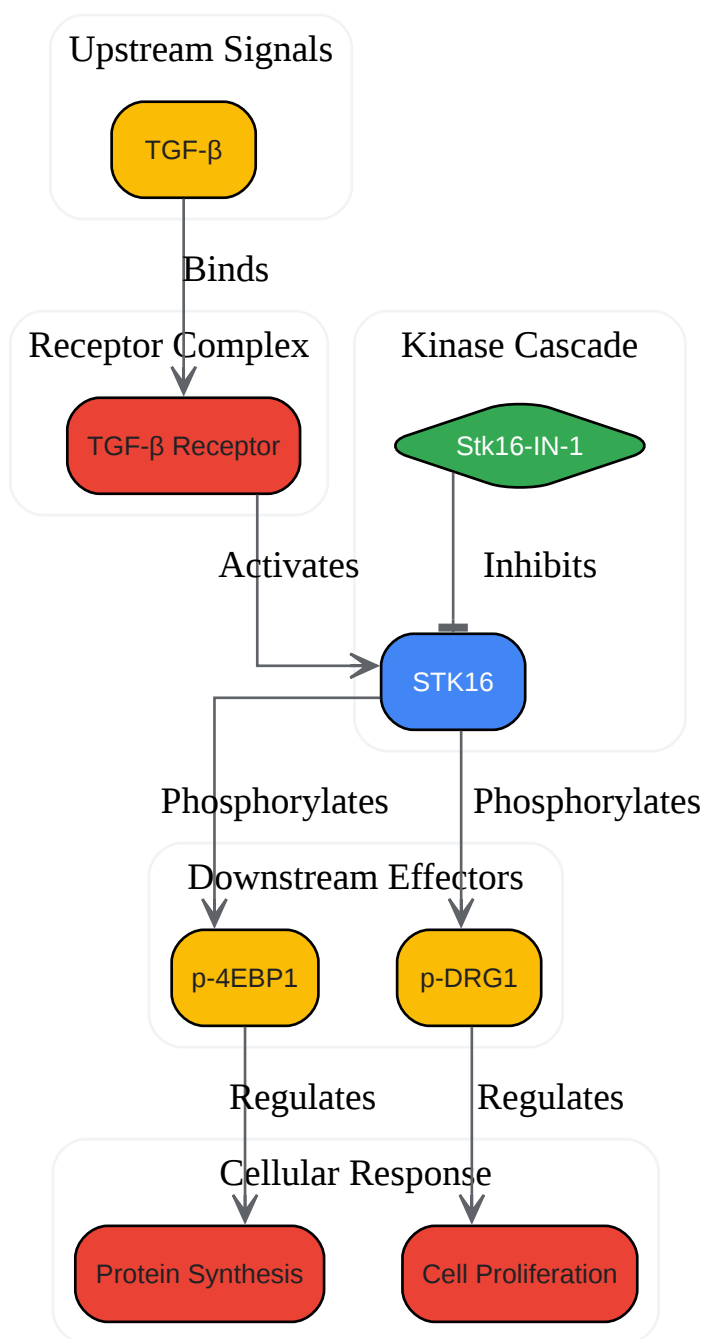 Upstream Signals
TGF-β
Binds
Receptor Complex
Kinase Cascade
TGF-β Receptor
Stk16-IN-1
Activates
Inhibits
STK16
Phosphorylates
Phosphorylates
Downstream Effectors
p-4EBP1
p-DRG1
Regulates
Regulates
Cellular Response
Protein Synthesis
Cell Proliferation